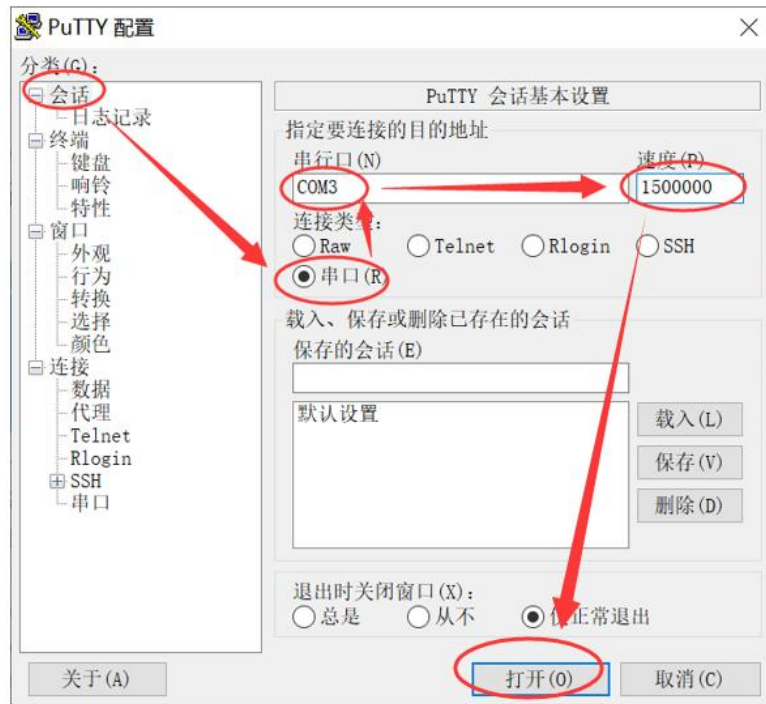 PuTTY 配置
分类(G):
会话
日志记录
终端
键盘
响铃
特性
窗口
外观
行为
转换
选择
颜色
连接
数据
代理
Telnet
Rlogin
SSH
串口
PuTTY 会话基本设置
指定要连接的目的地址
串行口(N) 速度(P)
COM3 1500000
连接类型:
Raw Telnet Rlogin SSH
串口(R
载入、保存或删除已存在的会话
保存的会话(E)
默认设置
载入(L)
保存(V)
删除(D)
退出时关闭窗口(X):
总是 从不 仅正常退出
关于(A) 打开(O) 取消(C)